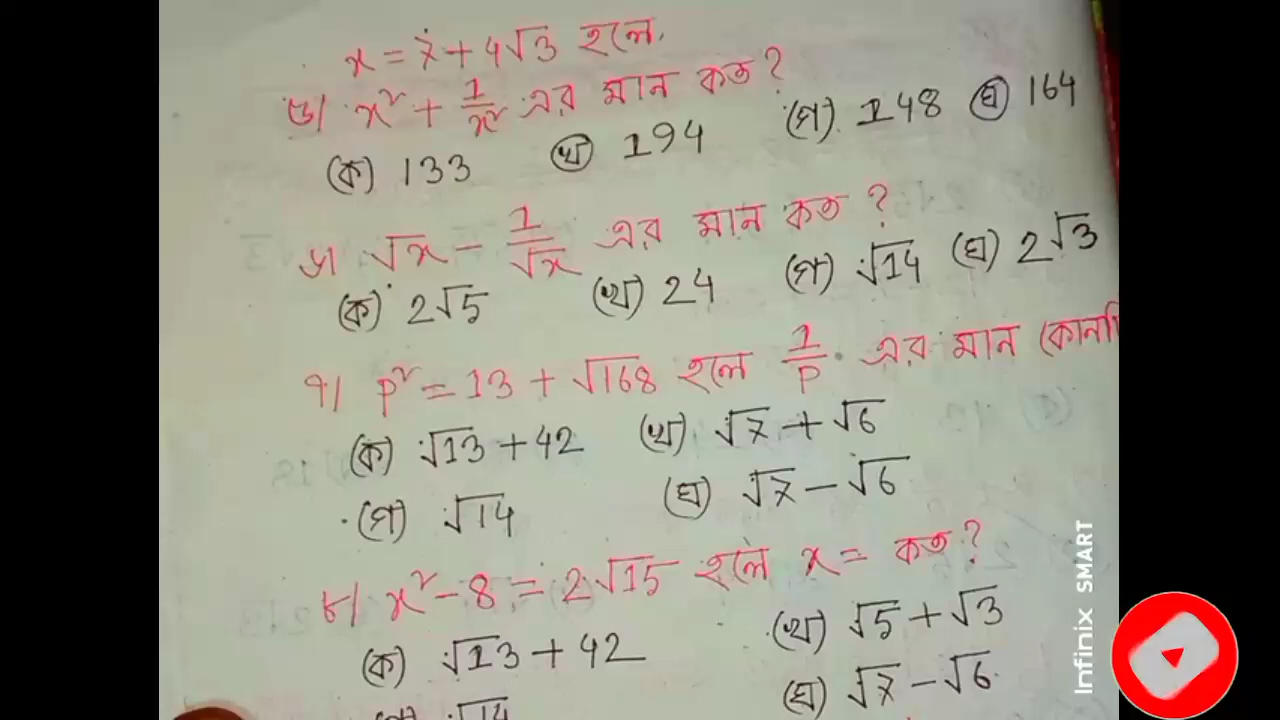 x = 7 + 4√3 হলে,
৫। x² + 1/x² এর মান কত?
(ক) 133 (খ) 194 (গ) 148 (ঘ) 164
৬। √x − 1/√x এর মান কত?
(ক) 2√5 (খ) 24 (গ) √14 (ঘ) 2√3
৭। p² = 13 + √168 হলে 1/p এর মান
(ক) √13 + 42 (খ) √7 + √6
(গ) √14 (ঘ) √7 − √6
৮। x² − 8 = 2√15 হলে x = কত?
(ক) √13 + 42 (খ) √5 + √3
(গ) √14 (ঘ) √7 − √6
Infinix SMART